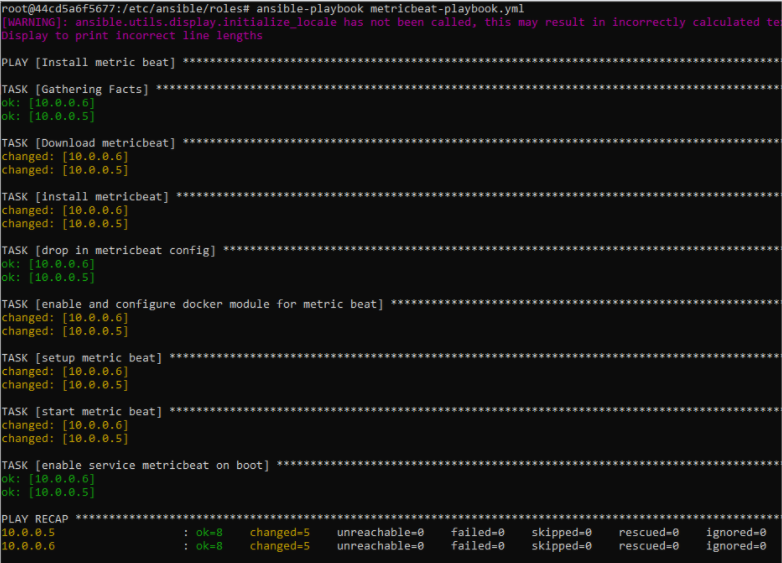 root@44cd5a6f5677:/etc/ansible/roles# ansible-playbook metricbeat-playbook.yml
[WARNING]: ansible.utils.display.initialize_locale has not been called, this may result in incorrectly calculated te
Display to print incorrect line lengths
PLAY [Install metric beat] *******************************************************************************************
TASK [Gathering Facts] ***********************************************************************************************
ok: [10.0.0.6]
ok: [10.0.0.5]
TASK [Download metricbeat] *******************************************************************************************
changed: [10.0.0.6]
changed: [10.0.0.5]
TASK [install metricbeat] ********************************************************************************************
changed: [10.0.0.6]
changed: [10.0.0.5]
TASK [drop in metricbeat config] *************************************************************************************
ok: [10.0.0.6]
ok: [10.0.0.5]
TASK [enable and configure docker module for metric beat] ************************************************************
changed: [10.0.0.6]
changed: [10.0.0.5]
TASK [setup metric beat] *********************************************************************************************
changed: [10.0.0.6]
changed: [10.0.0.5]
TASK [start metric beat] *********************************************************************************************
changed: [10.0.0.6]
changed: [10.0.0.5]
TASK [enable service metricbeat on boot] *****************************************************************************
ok: [10.0.0.6]
ok: [10.0.0.5]
PLAY RECAP ***********************************************************************************************************
10.0.0.5 : ok=8 changed=5 unreachable=0 failed=0 skipped=0 rescued=0 ignored=0
10.0.0.6 : ok=8 changed=5 unreachable=0 failed=0 skipped=0 rescued=0 ignored=0